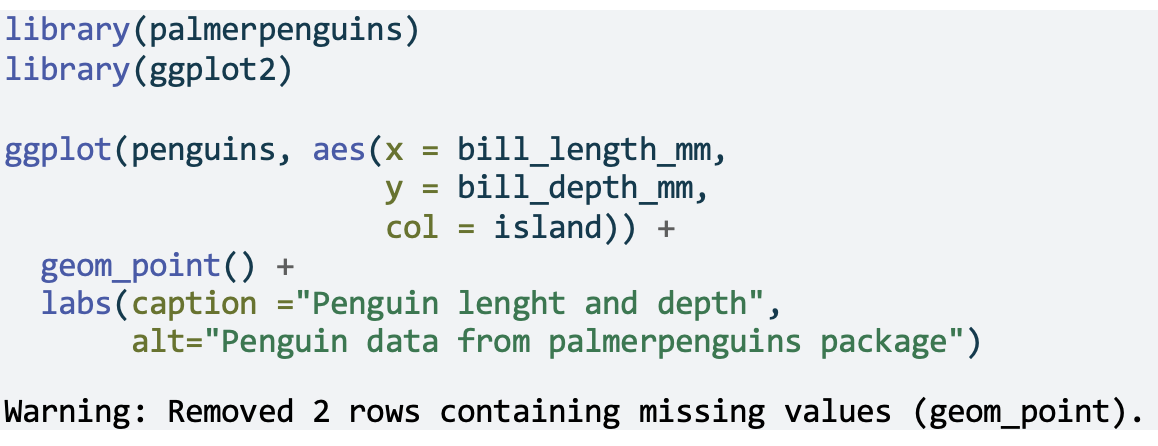 library(palmerpenguins)
library(ggplot2)
ggplot(penguins, aes(x = bill_length_mm,
y = bill_depth_mm,
col = island)) +
geom_point() +
labs(caption ="Penguin lenght and depth",
alt="Penguin data from palmerpenguins package")
Warning: Removed 2 rows containing missing values (geom_point).